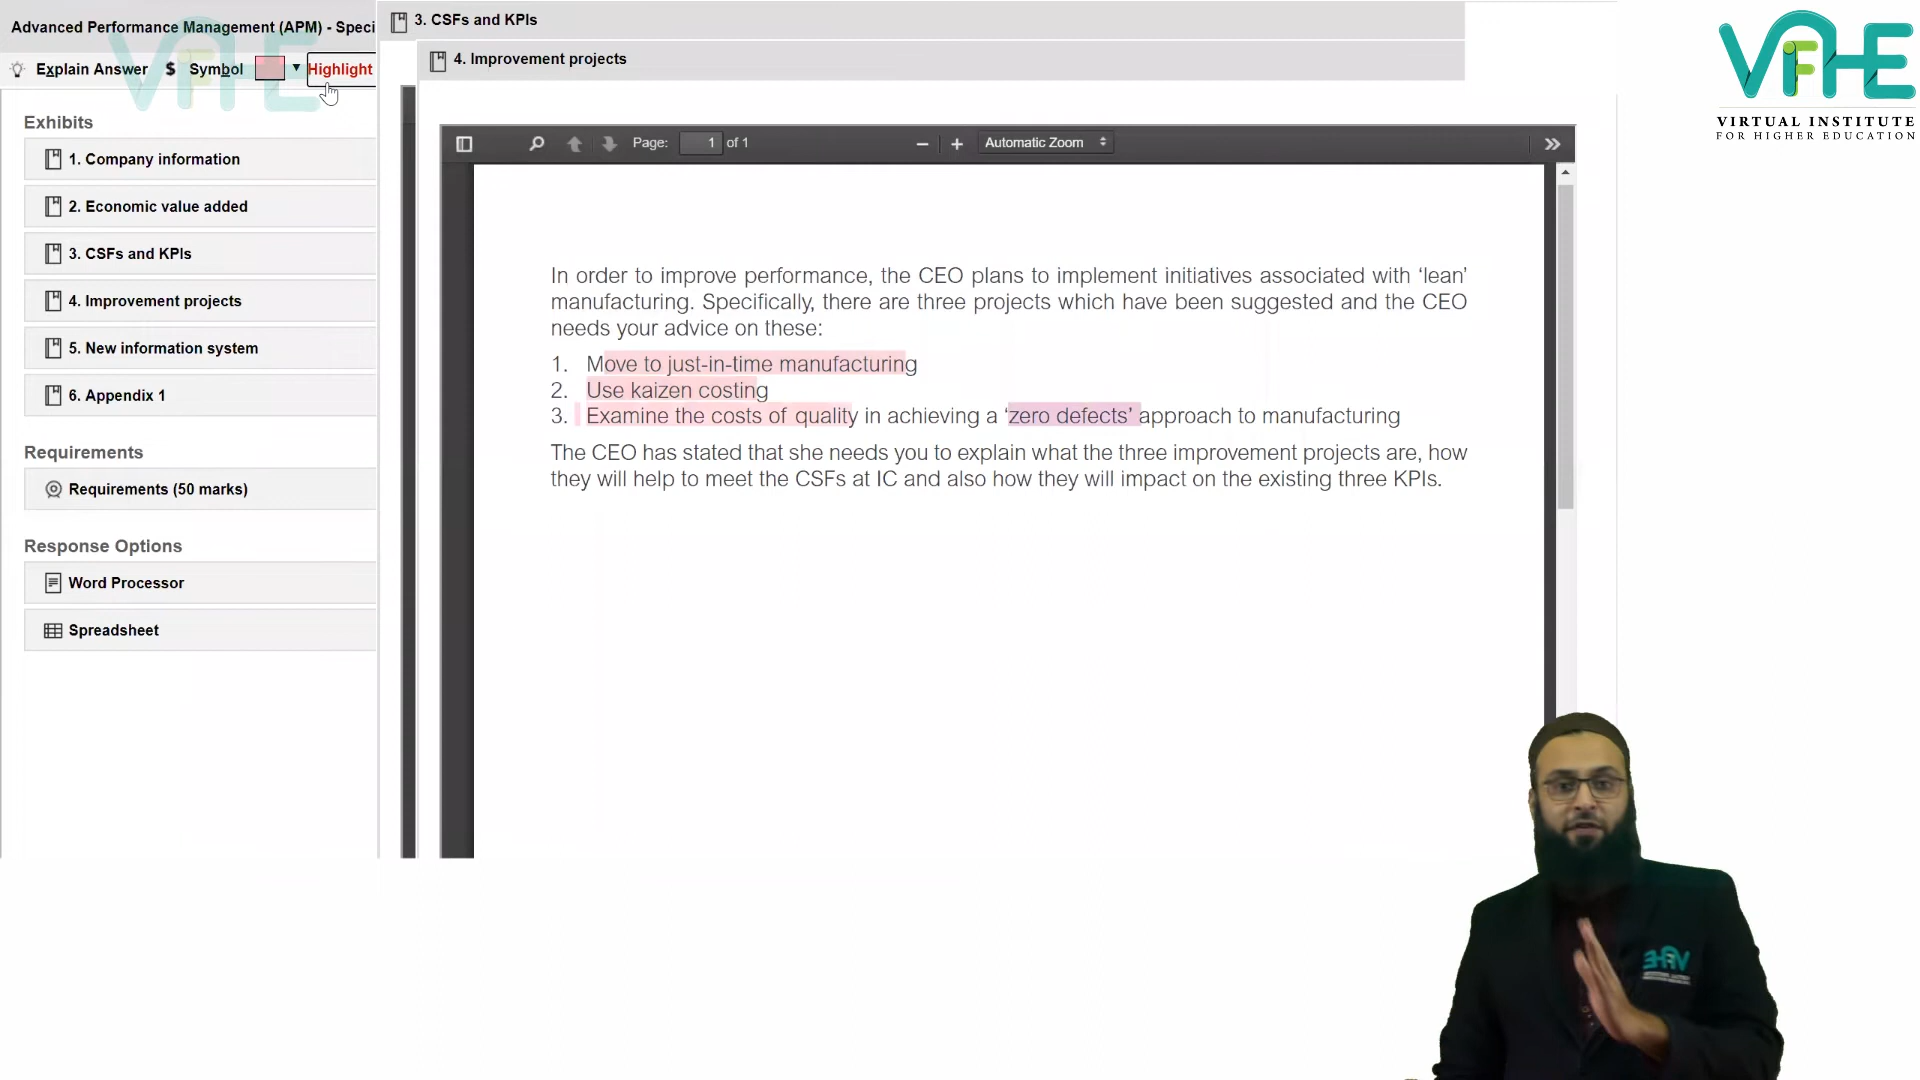 Advanced Performance Management (APM) - Speci
Explain Answer $ Symbol Highlight
Exhibits
1. Company information
2. Economic value added
3. CSFs and KPIs
4. Improvement projects
5. New information system
6. Appendix 1
Requirements
Requirements (50 marks)
Response Options
Word Processor
Spreadsheet
3. CSFs and KPIs
4. Improvement projects
Page: 1 of 1 Automatic Zoom
In order to improve performance, the CEO plans to implement initiatives associated with ‘lean’
manufacturing. Specifically, there are three projects which have been suggested and the CEO
needs your advice on these:
1. Move to just-in-time manufacturing
2. Use kaizen costing
3. Examine the costs of quality in achieving a ‘zero defects’ approach to manufacturing
The CEO has stated that she needs you to explain what the three improvement projects are, how
they will help to meet the CSFs at IC and also how they will impact on the existing three KPIs.
VIFHE
VIRTUAL INSTITUTE
FOR HIGHER EDUCATION